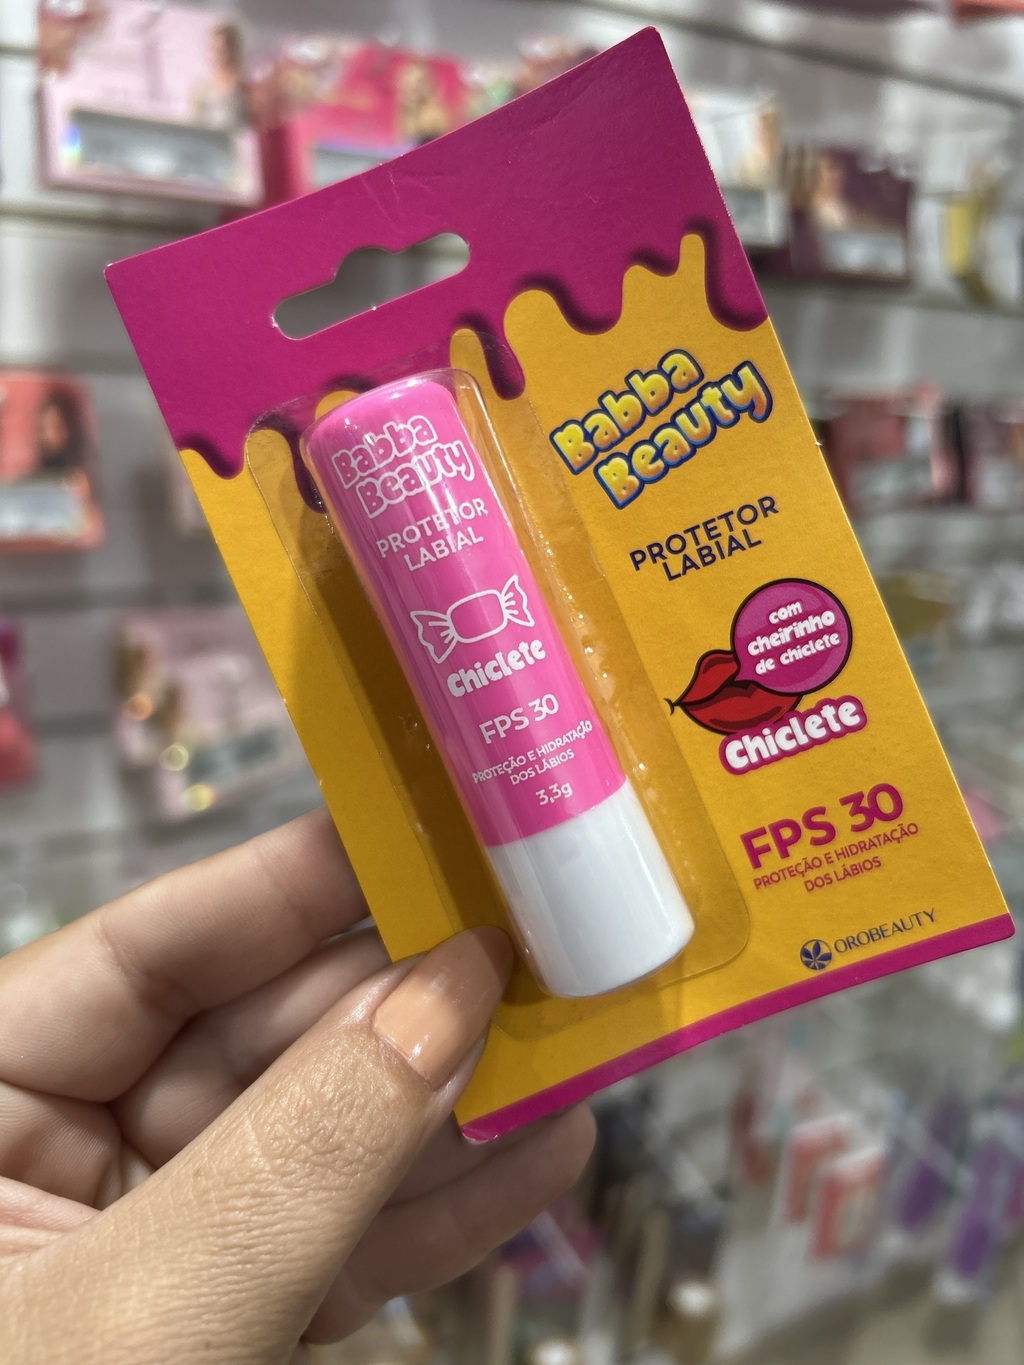 Babba
Beauty
PROTETOR
LABIAL
Chiclete
FPS 30
PROTEÇÃO E HIDRATAÇÃO
DOS LÁBIOS
3,3g
Babba
Beauty
PROTETOR
LABIAL
com
cheirinho
de chiclete
Chiclete
FPS 30
PROTEÇÃO E HIDRATAÇÃO
DOS LÁBIOS
OROBEAUTY